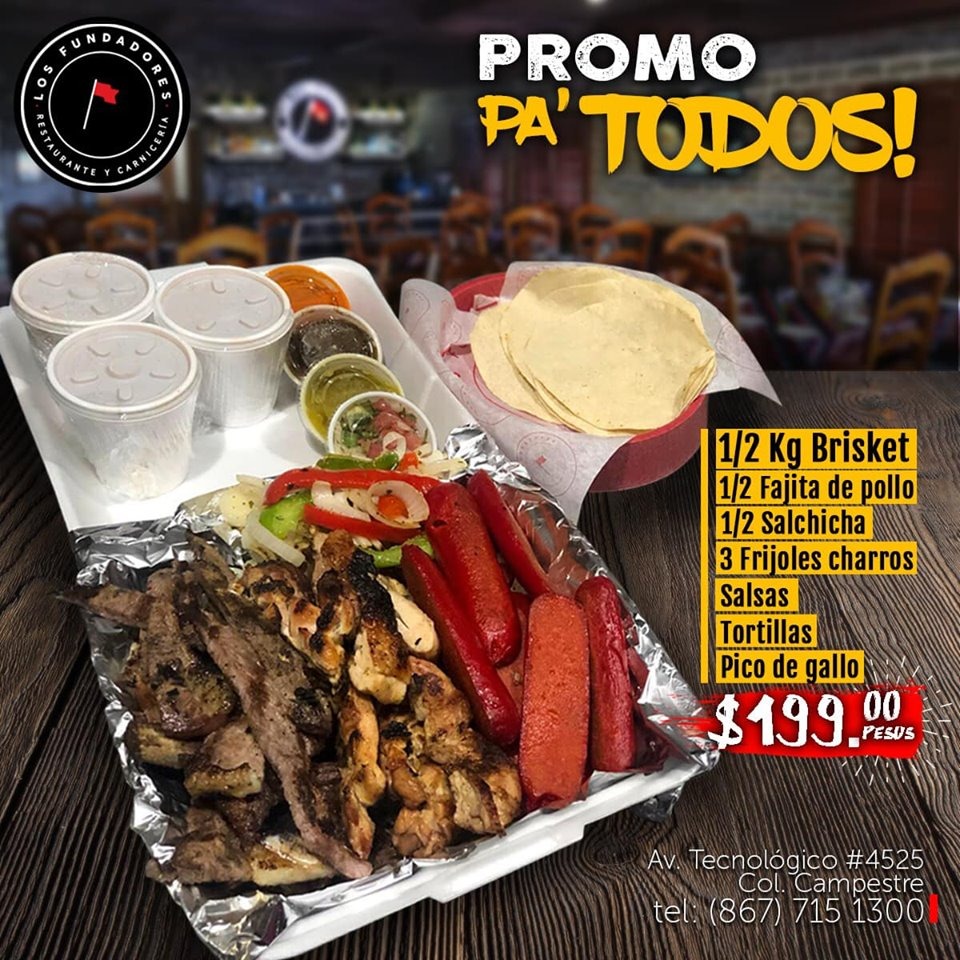 LOS FUNDADORES
RESTAURANTE Y CARNICERÍA
PROMO
PA' TODOS!
1/2 Kg Brisket
1/2 Fajita de pollo
1/2 Salchicha
3 Frijoles charros
Salsas
Tortillas
Pico de gallo
$199.00
PESOS
Av. Tecnológico #4525
Col. Campestre
tel: (867) 715 1300